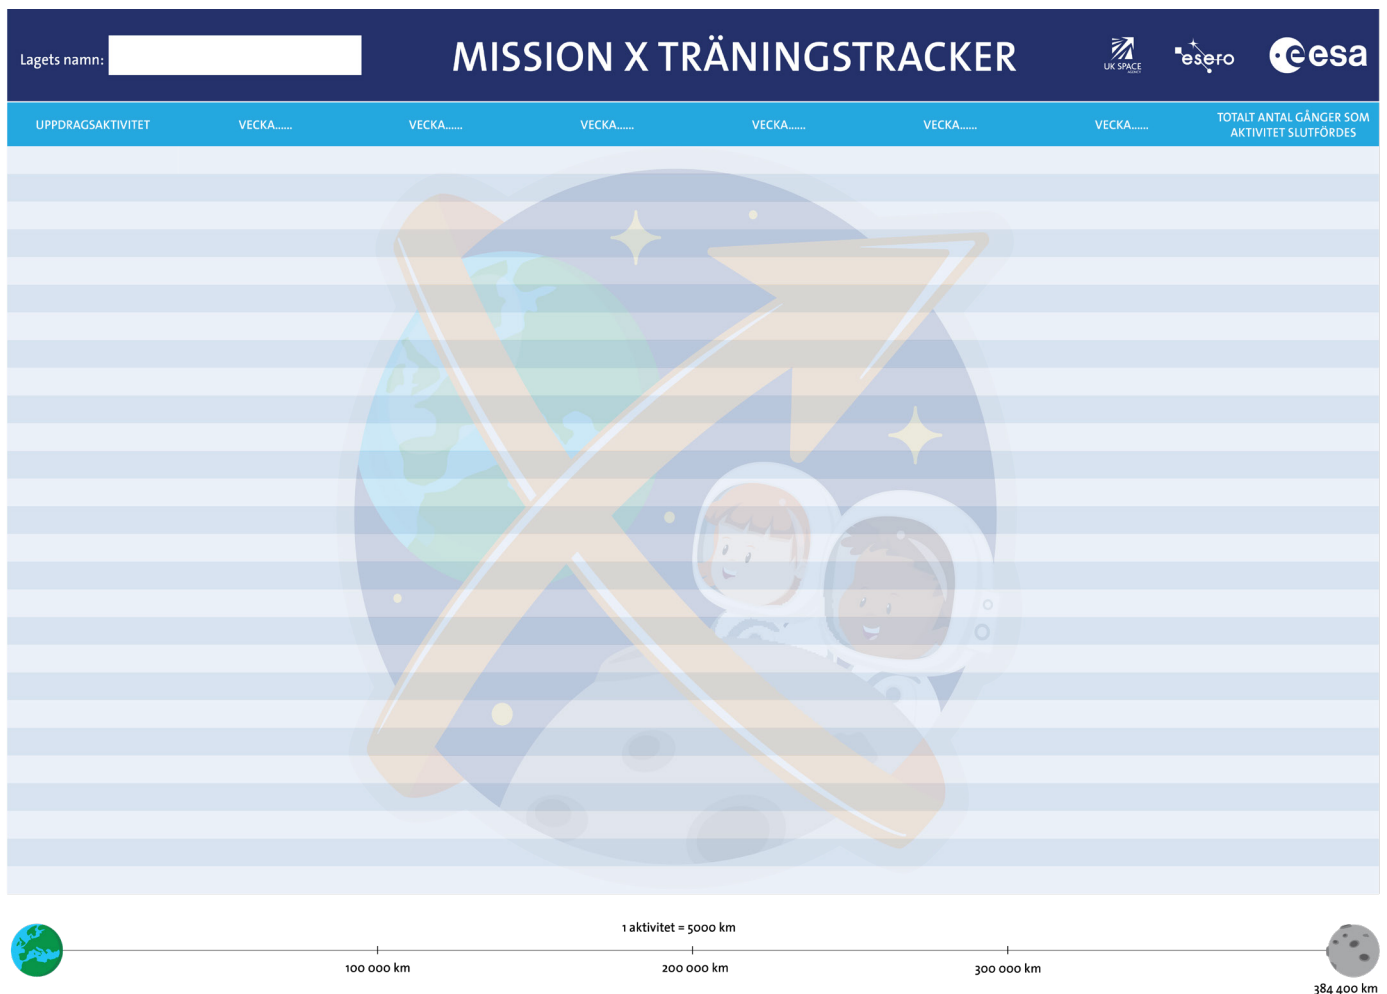 Lagets namn:
MISSION X TRÄNINGSTRACKER
UK SPACE
AGENCY
esero
esa
UPPDRAGSAKTIVITET
VECKA......
VECKA......
VECKA......
VECKA......
VECKA......
VECKA......
TOTALT ANTAL GÅNGER SOM
AKTIVITET SLUTFÖRDES
1 aktivitet = 5000 km
100 000 km
200 000 km
300 000 km
384 400 km